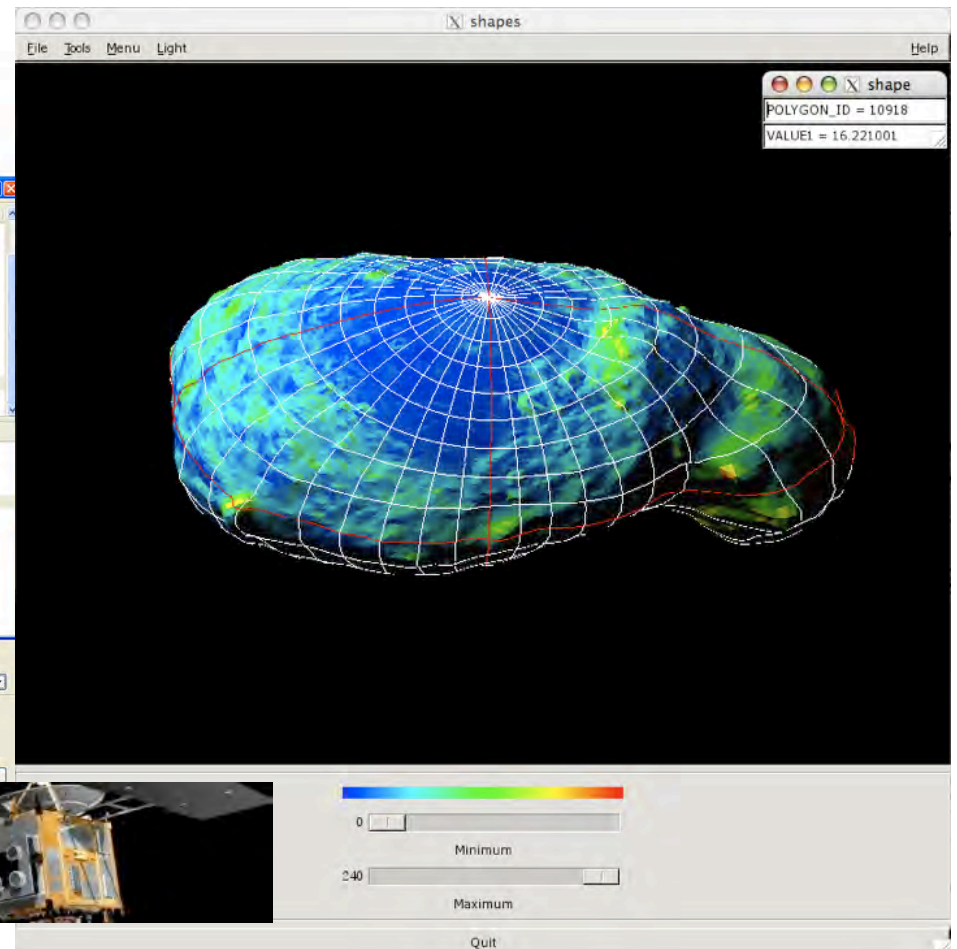 X shapes
File Tools Menu Light Help
X shape
POLYGON_ID = 10918
VALUE1 = 16.221001
0
Minimum
240
Maximum
Quit